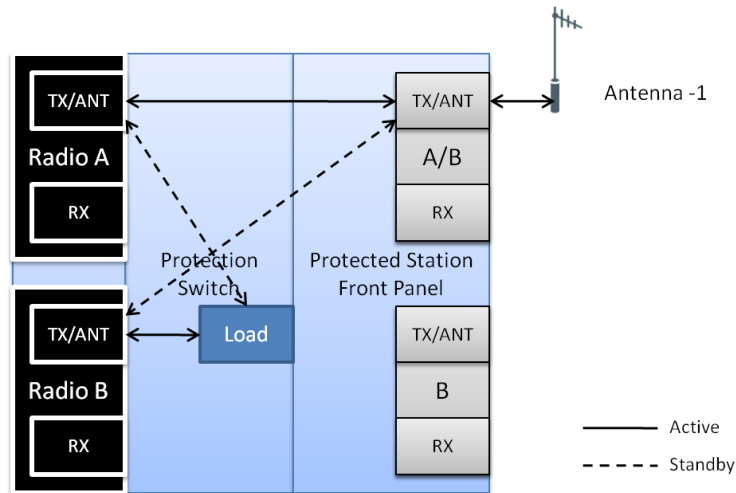 TX/ANT
Radio A
RX
TX/ANT
A/B
RX
Antenna -1
Protection
Switch
Protected Station
Front Panel
TX/ANT
Radio B
RX
Load
TX/ANT
B
RX
Active
Standby